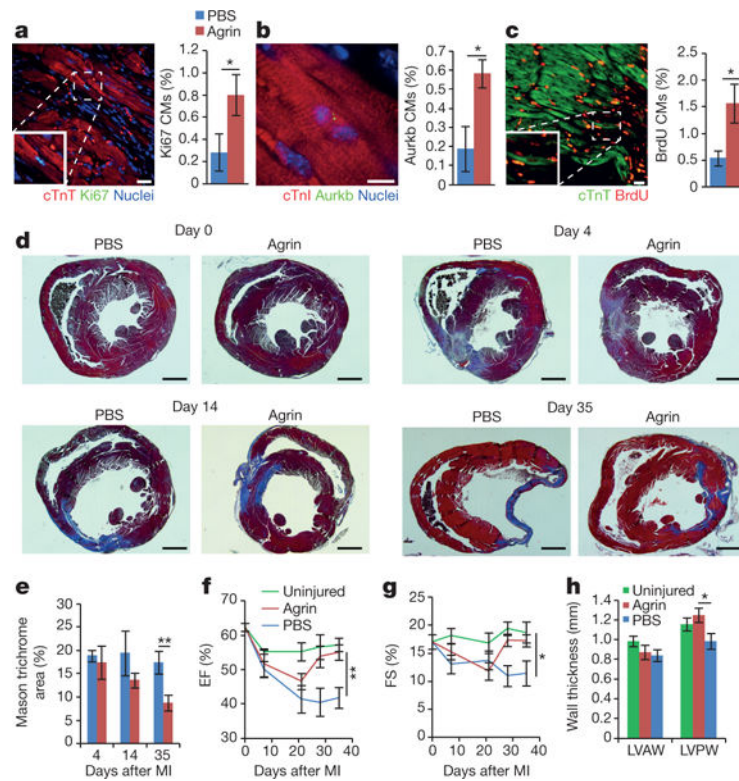 a
PBS
Agrin
b
c
Ki67 CMs (%)
1.2
1.0
0.8
0.6
0.4
0.2
0
*
cTnT Ki67 Nuclei
Aurkb CMs (%)
0.7
0.6
0.5
0.4
0.3
0.2
0.1
0
*
cTnI Aurkb Nuclei
BrdU CMs (%)
2.5
2.0
1.5
1.0
0.5
0
*
cTnT BrdU
d
Day 0
PBS
Agrin
Day 4
PBS
Agrin
Day 14
PBS
Agrin
Day 35
PBS
Agrin
e
Mason trichrome
area (%)
30
25
20
15
10
5
0
**
4 14 35
Days after MI
f
Uninjured
Agrin
PBS
EF (%)
70
60
50
40
30
**
0 10 20 30 40
Days after MI
g
FS (%)
25
20
15
10
5
0
*
0 10 20 30 40
Days after MI
h
Uninjured
Agrin
PBS
Wall thickness (mm)
1.4
1.2
1.0
0.8
0.6
0.4
0.2
0
*
LVAW LVPW